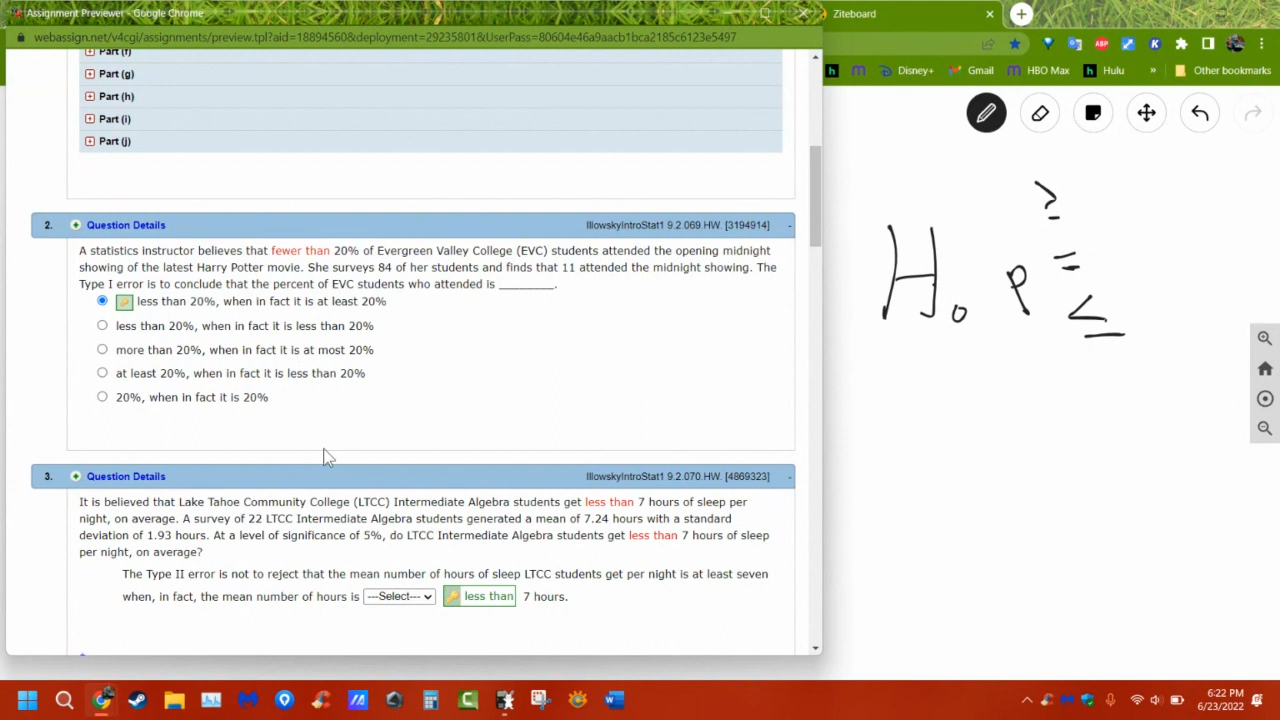 Assignment Previewer - Google Chrome
Ziteboard
webassign.net/v4cgi/assignments/preview.tpl?aid=18894560&deployment=29235801&UserPass=80604e46a9aacb1bca2185c6123e5497
ABP
K
h
Disney+
Gmail
HBO Max
h
Hulu
»
Other bookmarks
Part (f)
Part (g)
Part (h)
Part (i)
Part (j)
2.
Question Details
IllowskyIntroStat1 9.2.069.HW. [3194914]
-
A statistics instructor believes that fewer than 20% of Evergreen Valley College (EVC) students attended the opening midnight
showing of the latest Harry Potter movie. She surveys 84 of her students and finds that 11 attended the midnight showing. The
Type I error is to conclude that the percent of EVC students who attended is ________.
less than 20%, when in fact it is at least 20%
less than 20%, when in fact it is less than 20%
more than 20%, when in fact it is at most 20%
at least 20%, when in fact it is less than 20%
20%, when in fact it is 20%
3.
Question Details
IllowskyIntroStat1 9.2.070.HW. [4869323]
-
It is believed that Lake Tahoe Community College (LTCC) Intermediate Algebra students get less than 7 hours of sleep per
night, on average. A survey of 22 LTCC Intermediate Algebra students generated a mean of 7.24 hours with a standard
deviation of 1.93 hours. At a level of significance of 5%, do LTCC Intermediate Algebra students get less than 7 hours of sleep
per night, on average?
The Type II error is not to reject that the mean number of hours of sleep LTCC students get per night is at least seven
when, in fact, the mean number of hours is ---Select--- less than 7 hours.
≥
H₀ p =
≤
6:22 PM
6/23/2022